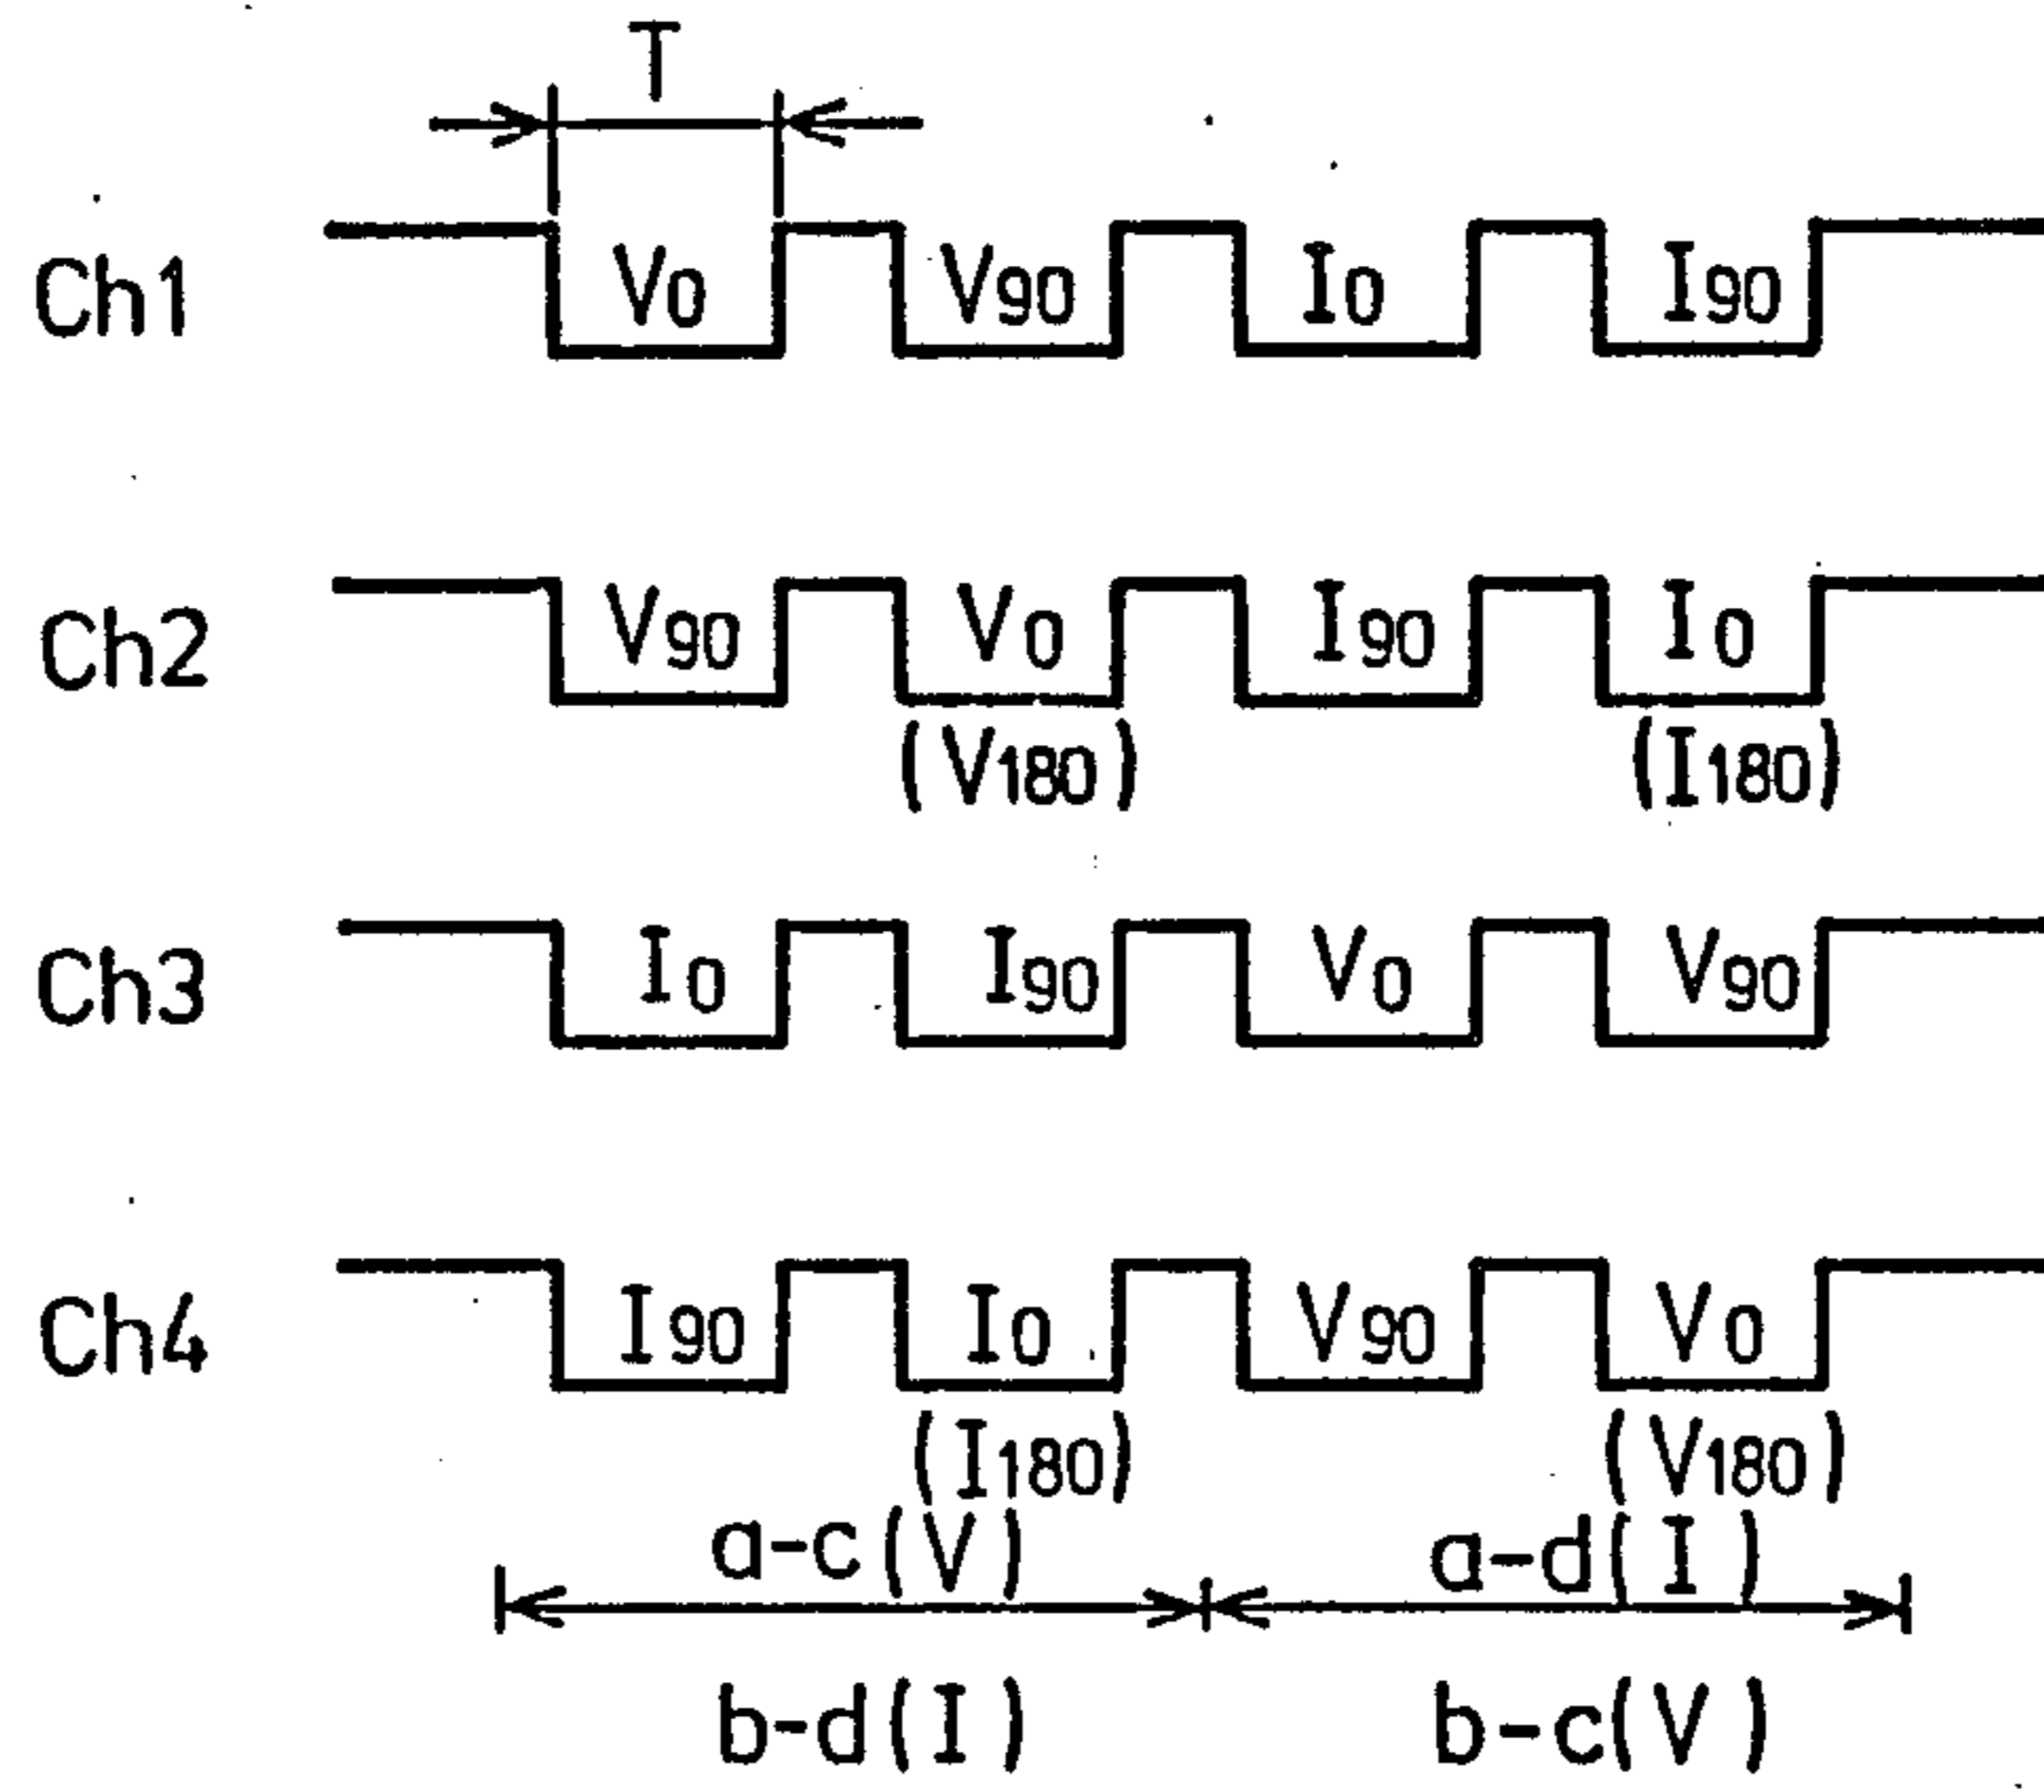 T
Ch1 V0 V90 I0 I90
Ch2 V90 V0 I90 I0
(V180) (I180)
Ch3 I0 I90 V0 V90
Ch4 I90 I0 V90 V0
(I180) (V180)
a-c(V) a-d(I)
b-d(I) b-c(V)